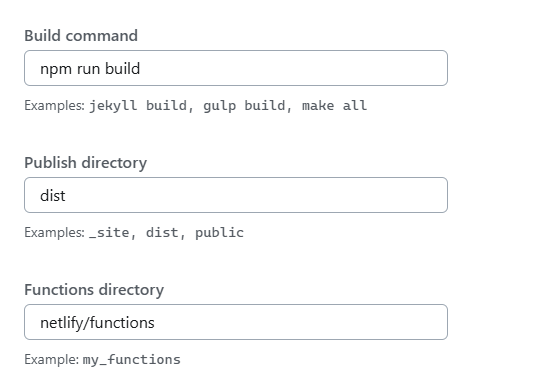 Build command
npm run build
Examples: jekyll build, gulp build, make all
Publish directory
dist
Examples: _site, dist, public
Functions directory
netlify/functions
Example: my_functions